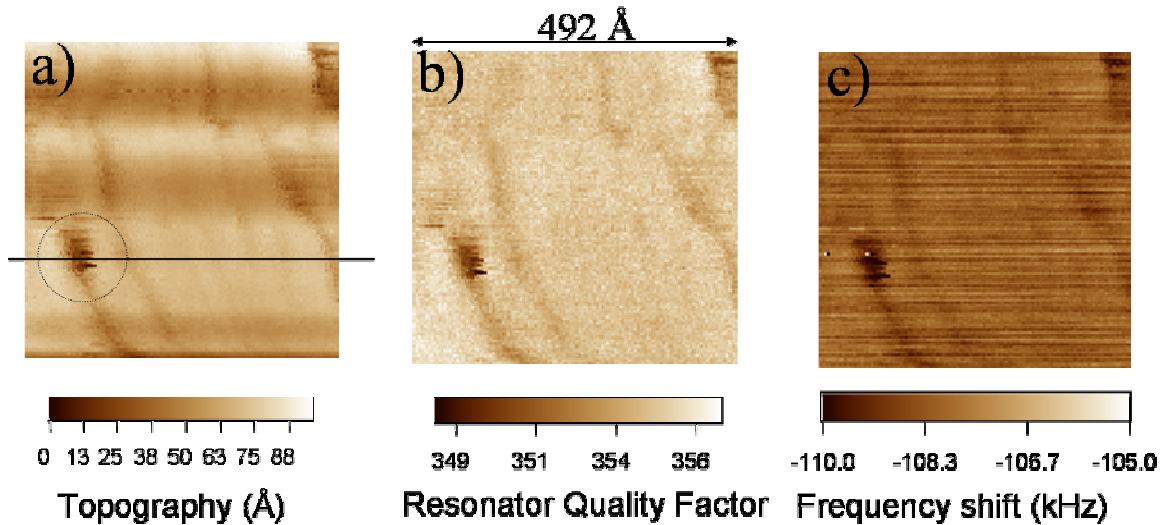 492 Å
a)
b)
c)
0 13 25 38 50 63 75 88
349 351 354 356
-110.0 -108.3 -106.7 -105.0
Topography (Å)
Resonator Quality Factor
Frequency shift (kHz)